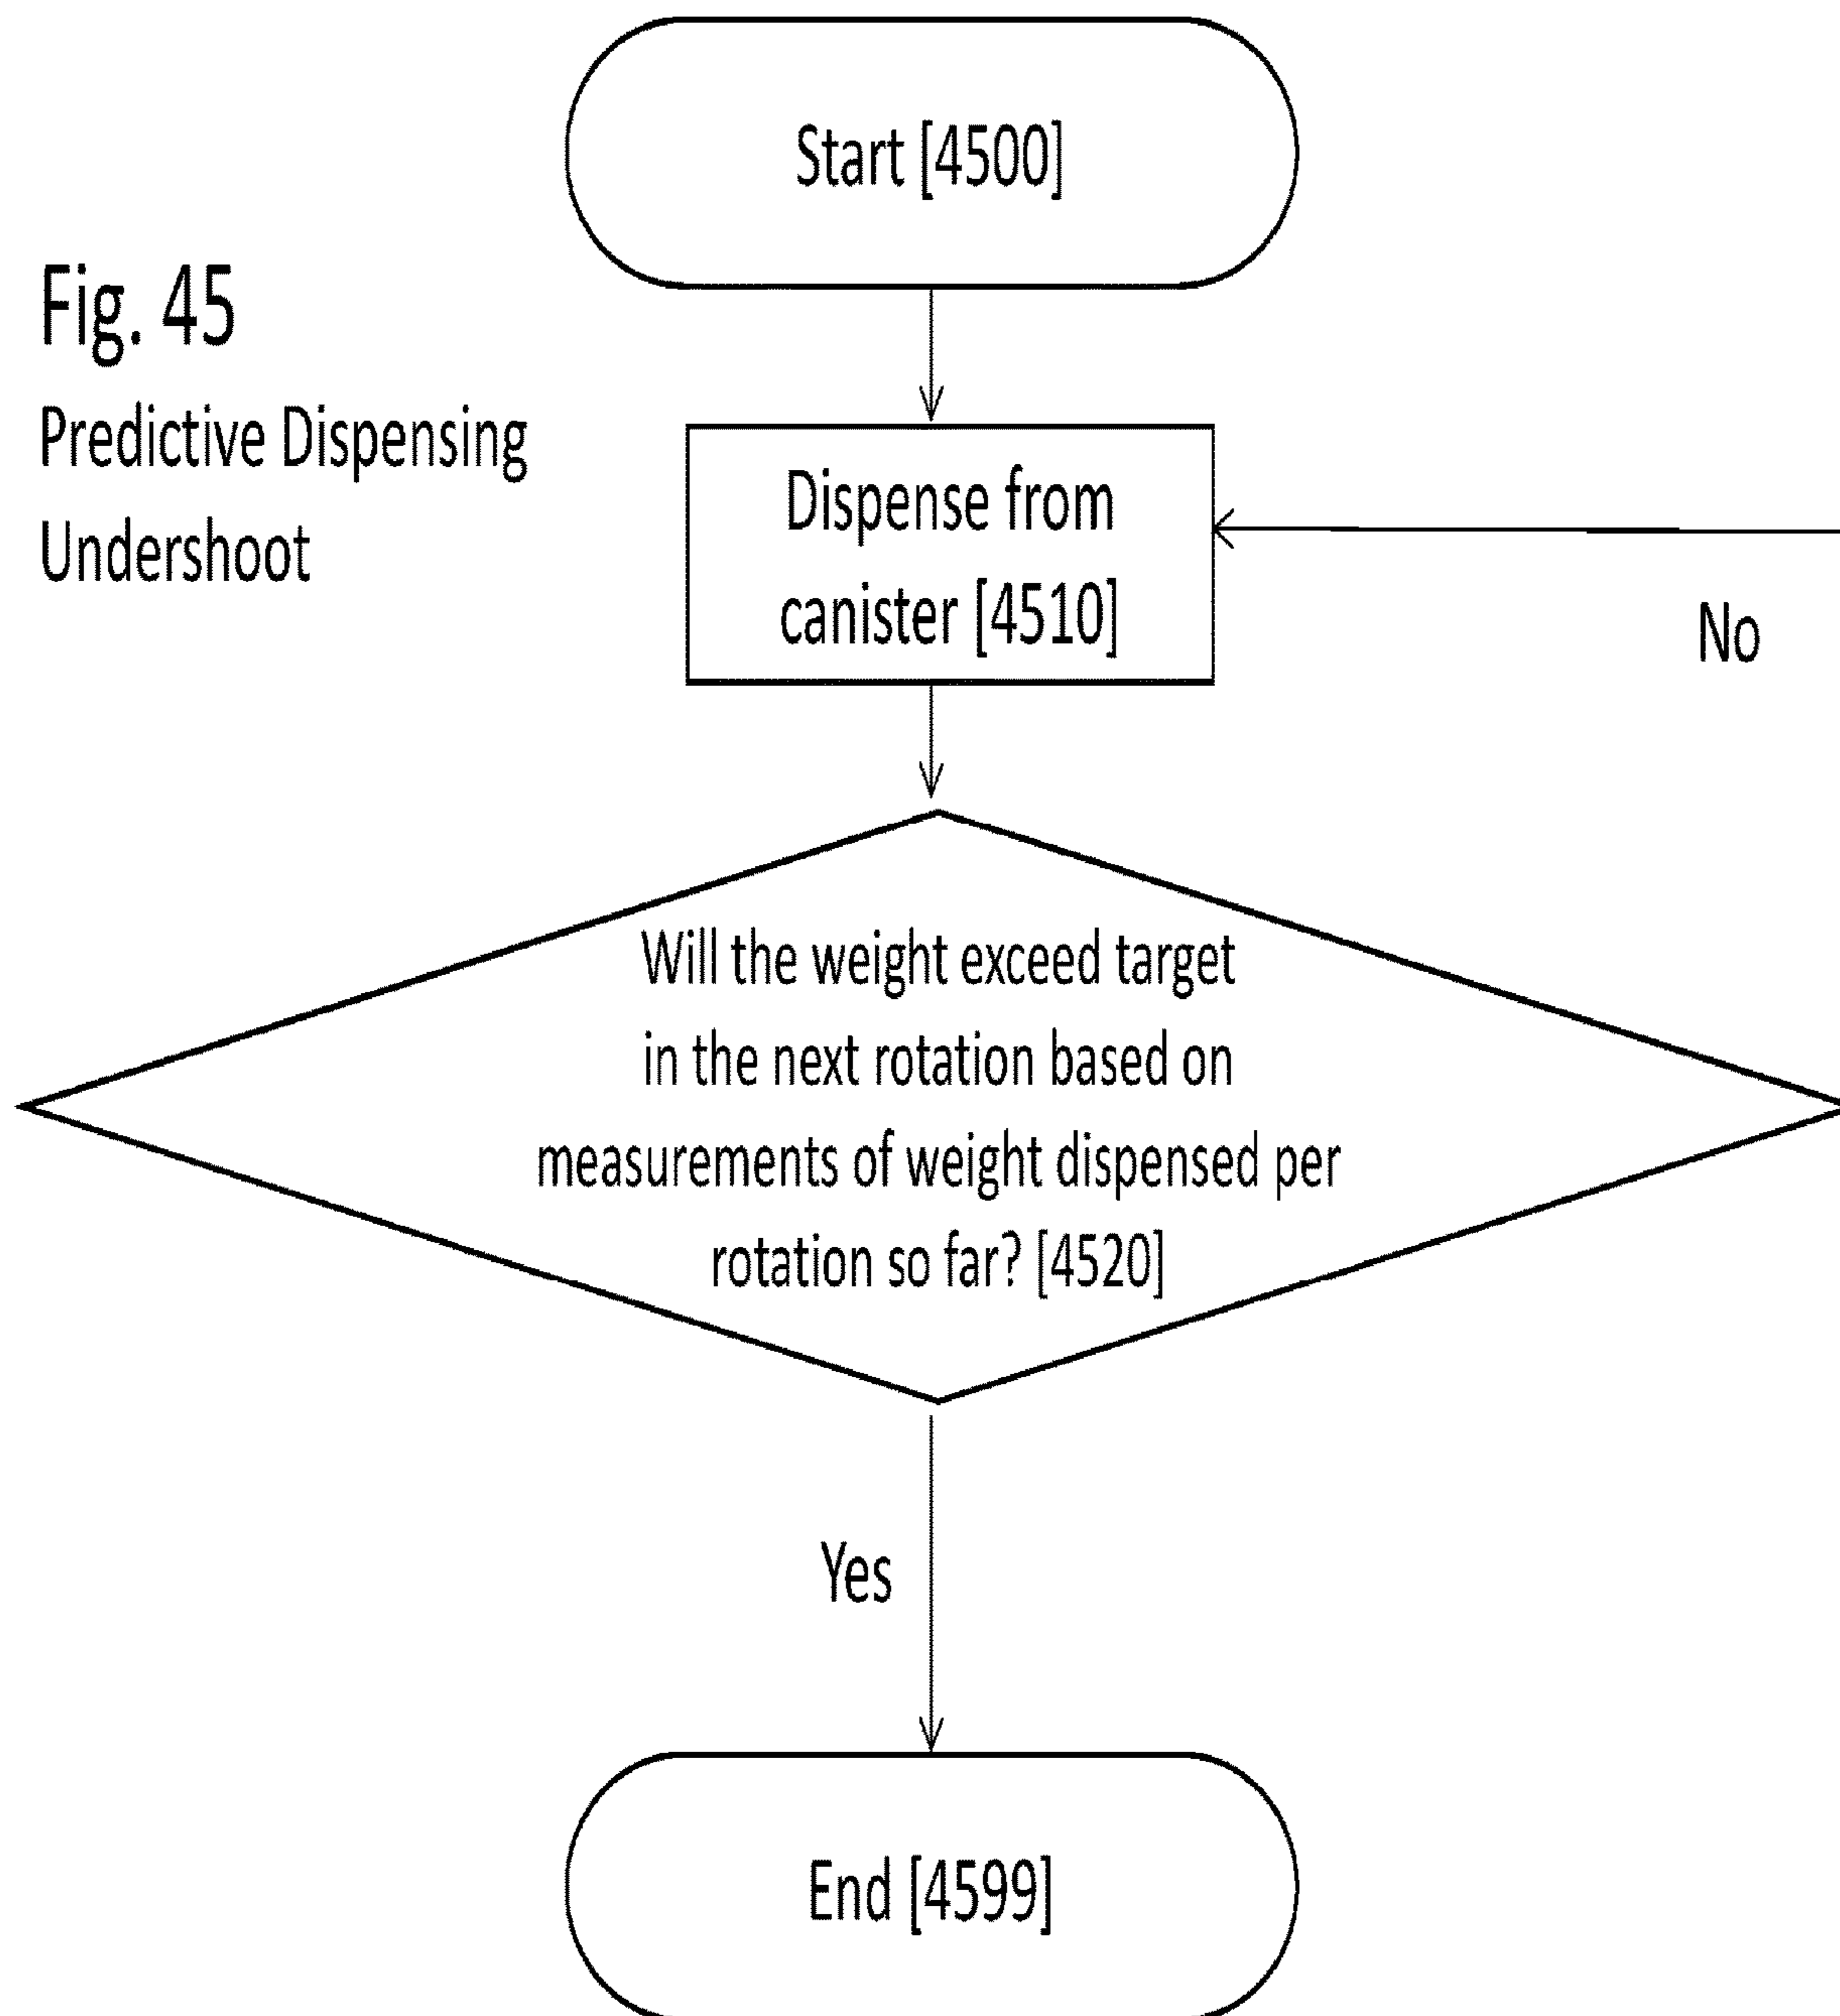 Start [4500]
Fig. 45
Predictive Dispensing
Undershoot
Dispense from
canister [4510]
No
Will the weight exceed target
in the next rotation based on
measurements of weight dispensed per
rotation so far? [4520]
Yes
End [4599]